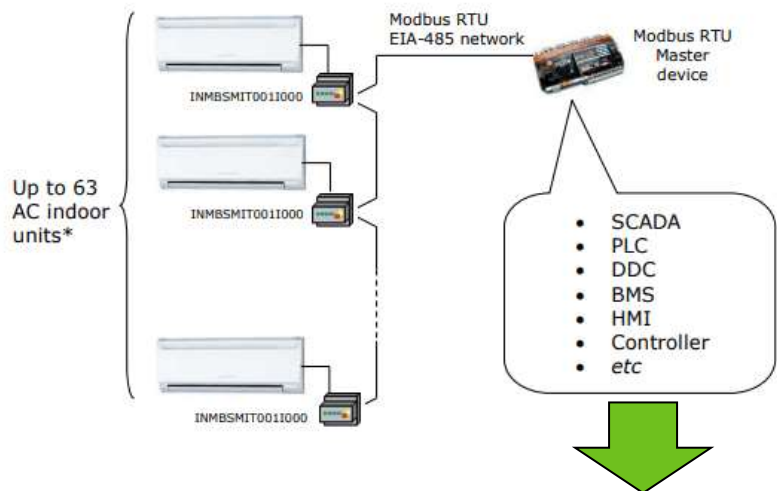 Modbus RTU
EIA-485 network
Modbus RTU
Master
device
INMBSMIT001I000
Up to 63
AC indoor
units*
INMBSMIT001I000
• SCADA
• PLC
• DDC
• BMS
• HMI
• Controller
• etc
INMBSMIT001I000